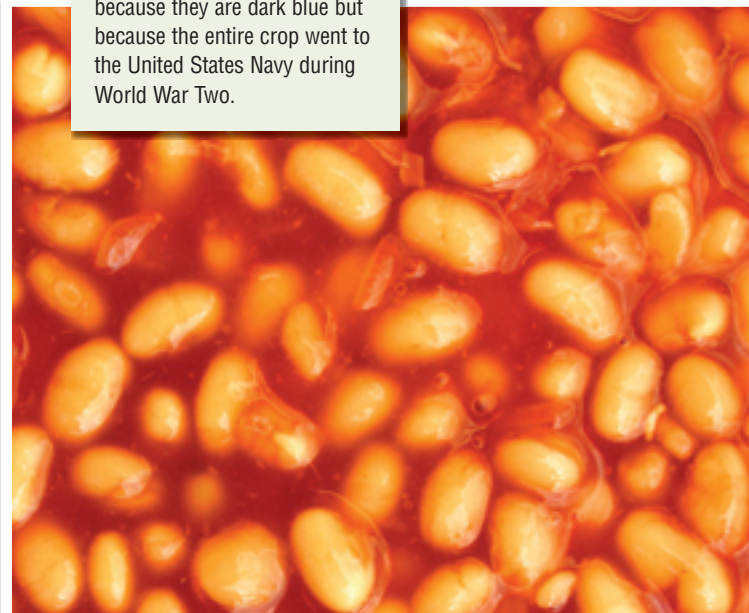 because they are dark blue but
because the entire crop went to
the United States Navy during
World War Two.